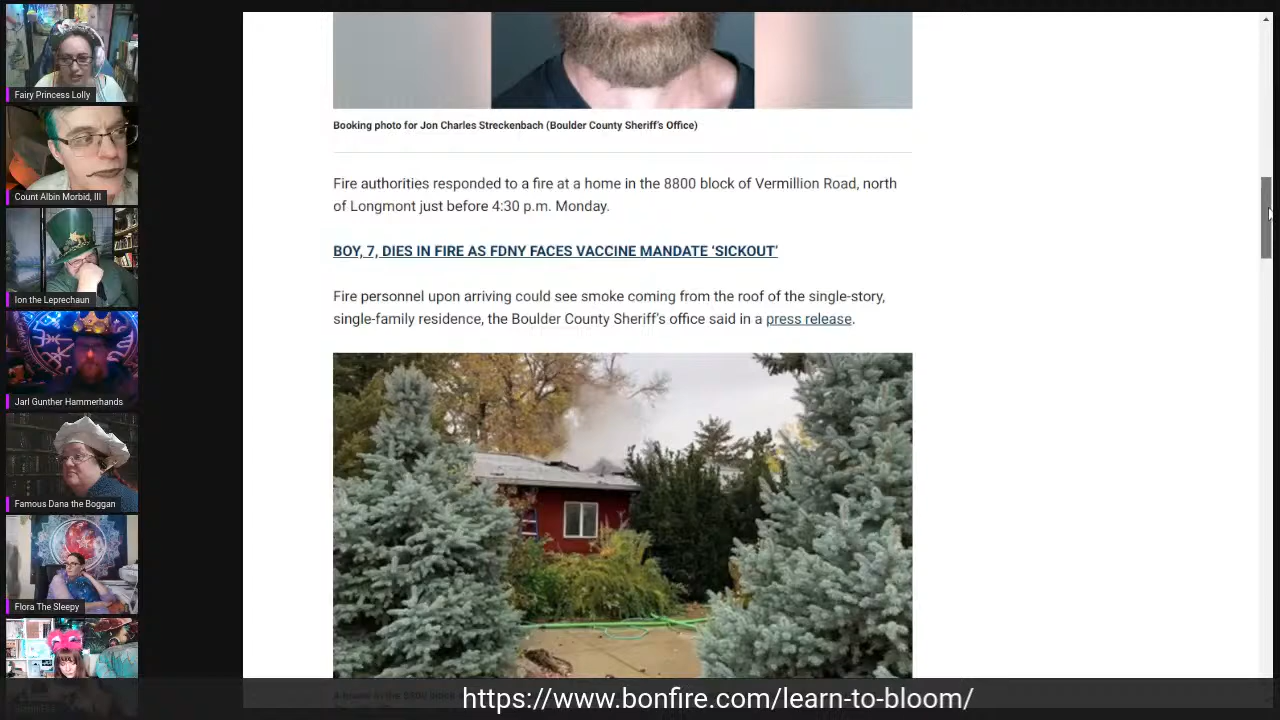 Fairy Princess Lolly
Count Albin Morbid, III
Ion the Leprechaun
Jarl Gunther Hammerhands
Famous Dana the Boggan
Flora The Sleepy
Booking photo for Jon Charles Streckenbach (Boulder County Sheriff's Office)
Fire authorities responded to a fire at a home in the 8800 block of Vermillion Road, north
of Longmont just before 4:30 p.m. Monday.
BOY, 7, DIES IN FIRE AS FDNY FACES VACCINE MANDATE ‘SICKOUT’
Fire personnel upon arriving could see smoke coming from the roof of the single-story,
single-family residence, the Boulder County Sheriff's office said in a press release.
https://www.bonfire.com/learn-to-bloom/